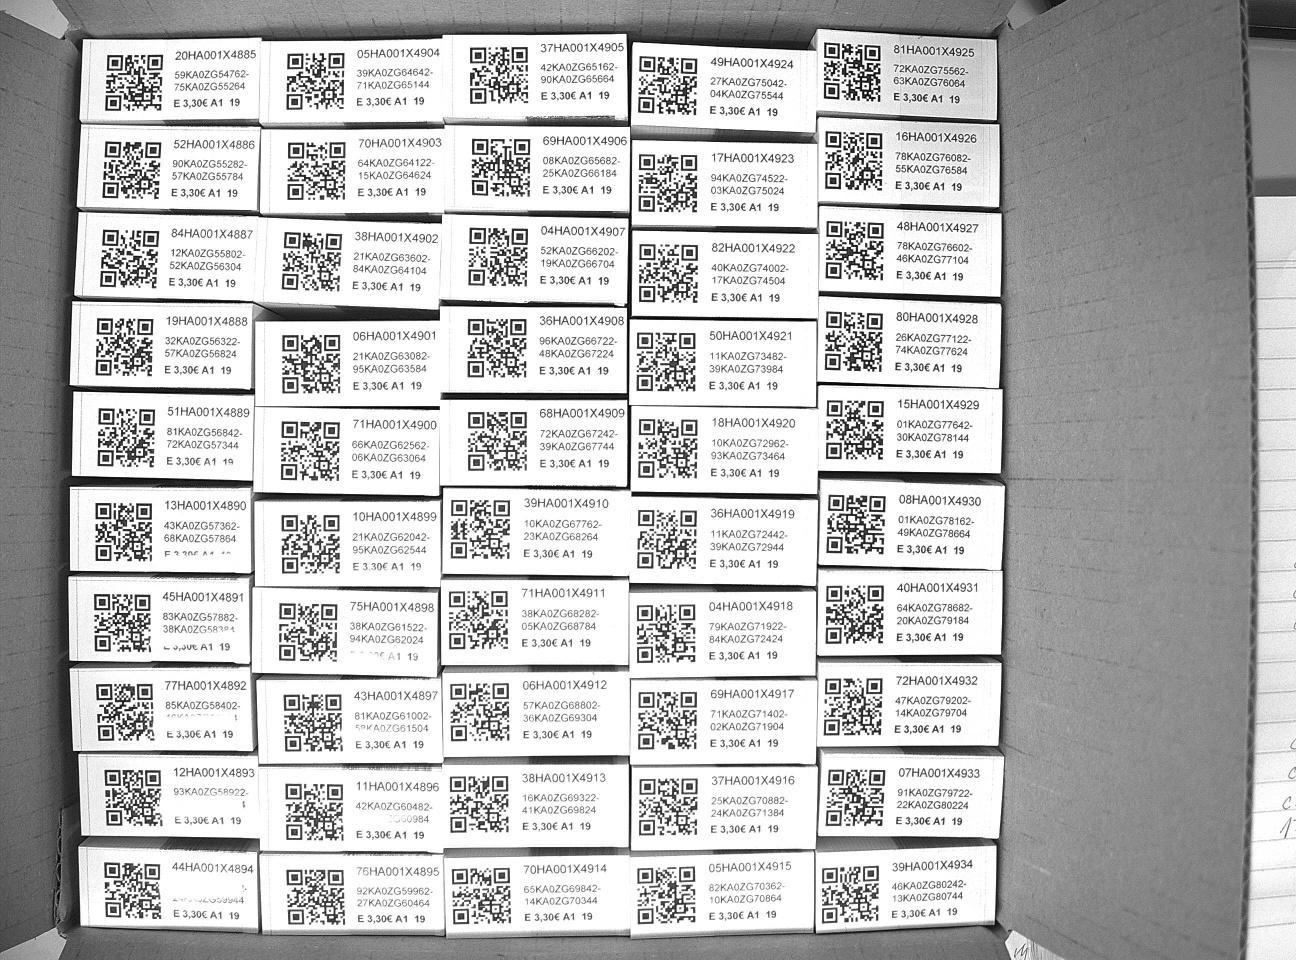 20HA001X4885
59KA0ZG54762-
75KA0ZG55264
E 3,30€ A1 19
52HA001X4886
90KA0ZG55282-
57KA0ZG55784
E 3,30€ A1 19
84HA001X4887
12KA0ZG55802-
52KA0ZG56304
E 3,30€ A1 19
19HA001X4888
32KA0ZG56322-
57KA0ZG56824
E 3,30€ A1 19
51HA001X4889
81KA0ZG56842-
72KA0ZG57344
E 3,30€ A1 19
13HA001X4890
43KA0ZG57362-
68KA0ZG57864
45HA001X4891
83KA0ZG57882-
E 3,30€ A1 19
77HA001X4892
85KA0ZG58402-
E 3,30€ A1 19
12HA001X4893
93KA0ZG58922-
E 3,30€ A1 19
44HA001X4894
E 3,30€ A1 19
05HA001X4904
39KA0ZG64642-
71KA0ZG65144
E 3,30€ A1 19
70HA001X4903
64KA0ZG64122-
15KA0ZG64624
E 3,30€ A1 19
38HA001X4902
21KA0ZG63602-
84KA0ZG64104
E 3,30€ A1 19
06HA001X4901
21KA0ZG63082-
95KA0ZG63584
E 3,30€ A1 19
71HA001X4900
66KA0ZG62562-
06KA0ZG63064
E 3,30€ A1 19
10HA001X4899
21KA0ZG62042-
95KA0ZG62544
E 3,30€ A1 19
75HA001X4898
38KA0ZG61522-
94KA0ZG62024
A1 19
43HA001X4897
81KA0ZG61002-
E 3,30€ A1 19
11HA001X4896
42KA0ZG60482-
E 3,30€ A1 19
76HA001X4895
92KA0ZG59962-
27KA0ZG60464
E 3,30€ A1 19
37HA001X4905
42KA0ZG65162-
90KA0ZG65664
E 3,30€ A1 19
69HA001X4906
08KA0ZG65682-
25KA0ZG66184
E 3,30€ A1 19
04HA001X4907
52KA0ZG66202-
19KA0ZG66704
E 3,30€ A1 19
36HA001X4908
96KA0ZG66722-
48KA0ZG67224
E 3,30€ A1 19
68HA001X4909
72KA0ZG67242-
39KA0ZG67744
E 3,30€ A1 19
39HA001X4910
10KA0ZG67762-
23KA0ZG68264
E 3,30€ A1 19
71HA001X4911
38KA0ZG68282-
05KA0ZG68784
E 3,30€ A1 19
06HA001X4912
57KA0ZG68802-
36KA0ZG69304
E 3,30€ A1 19
38HA001X4913
16KA0ZG69322-
41KA0ZG69824
E 3,30€ A1 19
70HA001X4914
65KA0ZG69842-
14KA0ZG70344
E 3,30€ A1 19
49HA001X4924
27KA0ZG75042-
04KA0ZG75544
E 3,30€ A1 19
17HA001X4923
94KA0ZG74522-
03KA0ZG75024
E 3,30€ A1 19
82HA001X4922
40KA0ZG74002-
17KA0ZG74504
E 3,30€ A1 19
50HA001X4921
11KA0ZG73482-
39KA0ZG73984
E 3,30€ A1 19
18HA001X4920
10KA0ZG72962-
93KA0ZG73464
E 3,30€ A1 19
36HA001X4919
11KA0ZG72442-
39KA0ZG72944
E 3,30€ A1 19
04HA001X4918
79KA0ZG71922-
84KA0ZG72424
E 3,30€ A1 19
69HA001X4917
71KA0ZG71402-
02KA0ZG71904
E 3,30€ A1 19
37HA001X4916
25KA0ZG70882-
24KA0ZG71384
E 3,30€ A1 19
05HA001X4915
82KA0ZG70362-
10KA0ZG70864
E 3,30€ A1 19
81HA001X4925
72KA0ZG75562-
63KA0ZG76064
E 3,30€ A1 19
16HA001X4926
78KA0ZG76082-
55KA0ZG76584
E 3,30€ A1 19
48HA001X4927
78KA0ZG76602-
46KA0ZG77104
E 3,30€ A1 19
80HA001X4928
26KA0ZG77122-
74KA0ZG77624
E 3,30€ A1 19
15HA001X4929
01KA0ZG77642-
30KA0ZG78144
E 3,30€ A1 19
08HA001X4930
01KA0ZG78162-
49KA0ZG78664
E 3,30€ A1 19
40HA001X4931
64KA0ZG78682-
20KA0ZG79184
E 3,30€ A1 19
72HA001X4932
47KA0ZG79202-
14KA0ZG79704
E 3,30€ A1 19
07HA001X4933
91KA0ZG79722-
22KA0ZG80224
E 3,30€ A1 19
39HA001X4934
46KA0ZG80242-
13KA0ZG80744
E 3,30€ A1 19